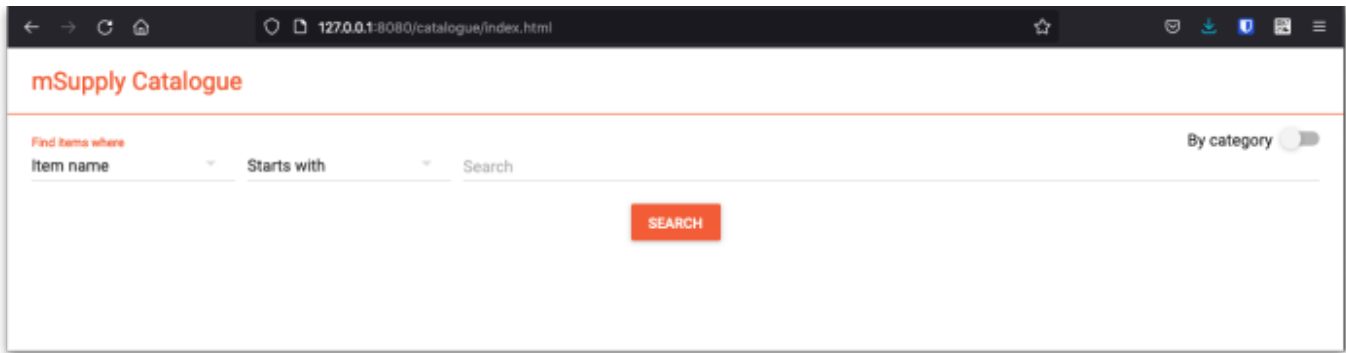 127.0.0.1:8080/catalogue/index.html
mSupply Catalogue
Find items where
By category
Item name Starts with Search
SEARCH